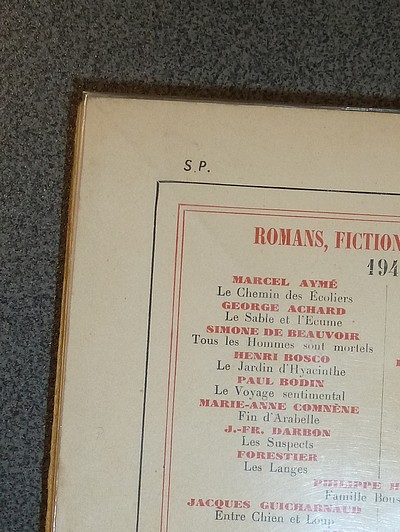 S.P.
ROMANS, FICTION
194
MARCEL AYMÉ
Le Chemin des Écoliers
GEORGE ACHARD
Le Sable et l'Écume
SIMONE DE BEAUVOIR
Tous les Hommes sont mortels
HENRI BOSCO
Le Jardin d'Hyacinthe
PAUL BODIN
Le Voyage sentimental
MARIE-ANNE COMNÈNE
Fin d'Arabelle
J.-FR. DARBON
Les Suspects
FORESTIER
Les Langes
PHILIPPE H
Famille Bous
JACQUES GUICHARNAUD
Entre Chien et Loup